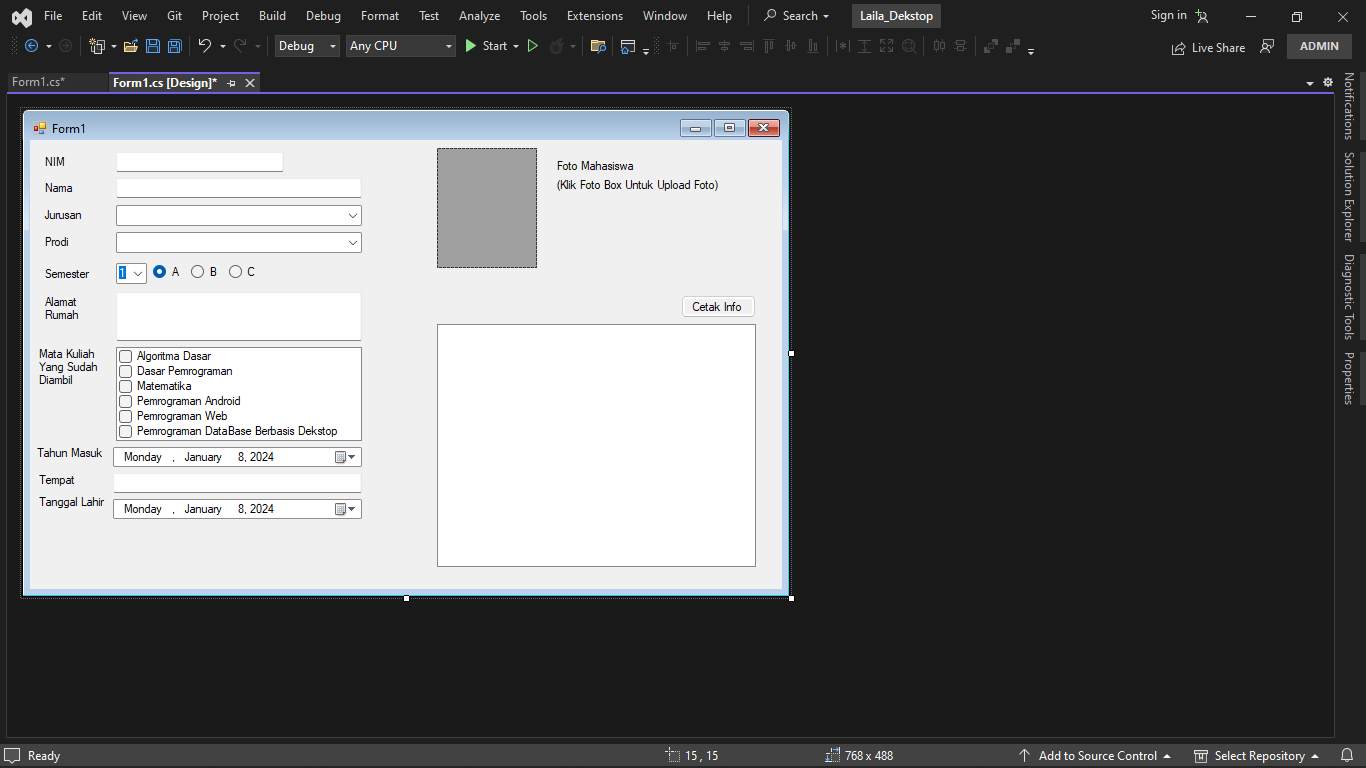 File Edit View Git Project Build Debug Format Test Analyze Tools Extensions Window Help Search Laila_Dekstop Sign in
Debug Any CPU Start Live Share ADMIN
Form1.cs* Form1.cs [Design]*
Form1
NIM
Nama
Jurusan
Prodi
Semester 1 A B C
Alamat
Rumah
Mata Kuliah
Yang Sudah
Diambil
Algoritma Dasar
Dasar Pemrograman
Matematika
Pemrograman Android
Pemrograman Web
Pemrograman DataBase Berbasis Dekstop
Tahun Masuk Monday , January 8, 2024
Tempat
Tanggal Lahir Monday , January 8, 2024
Foto Mahasiswa
(Klik Foto Box Untuk Upload Foto)
Cetak Info
Notifications
Solution Explorer
Diagnostic Tools
Properties
Ready 15 , 15 768 x 488 Add to Source Control Select Repository